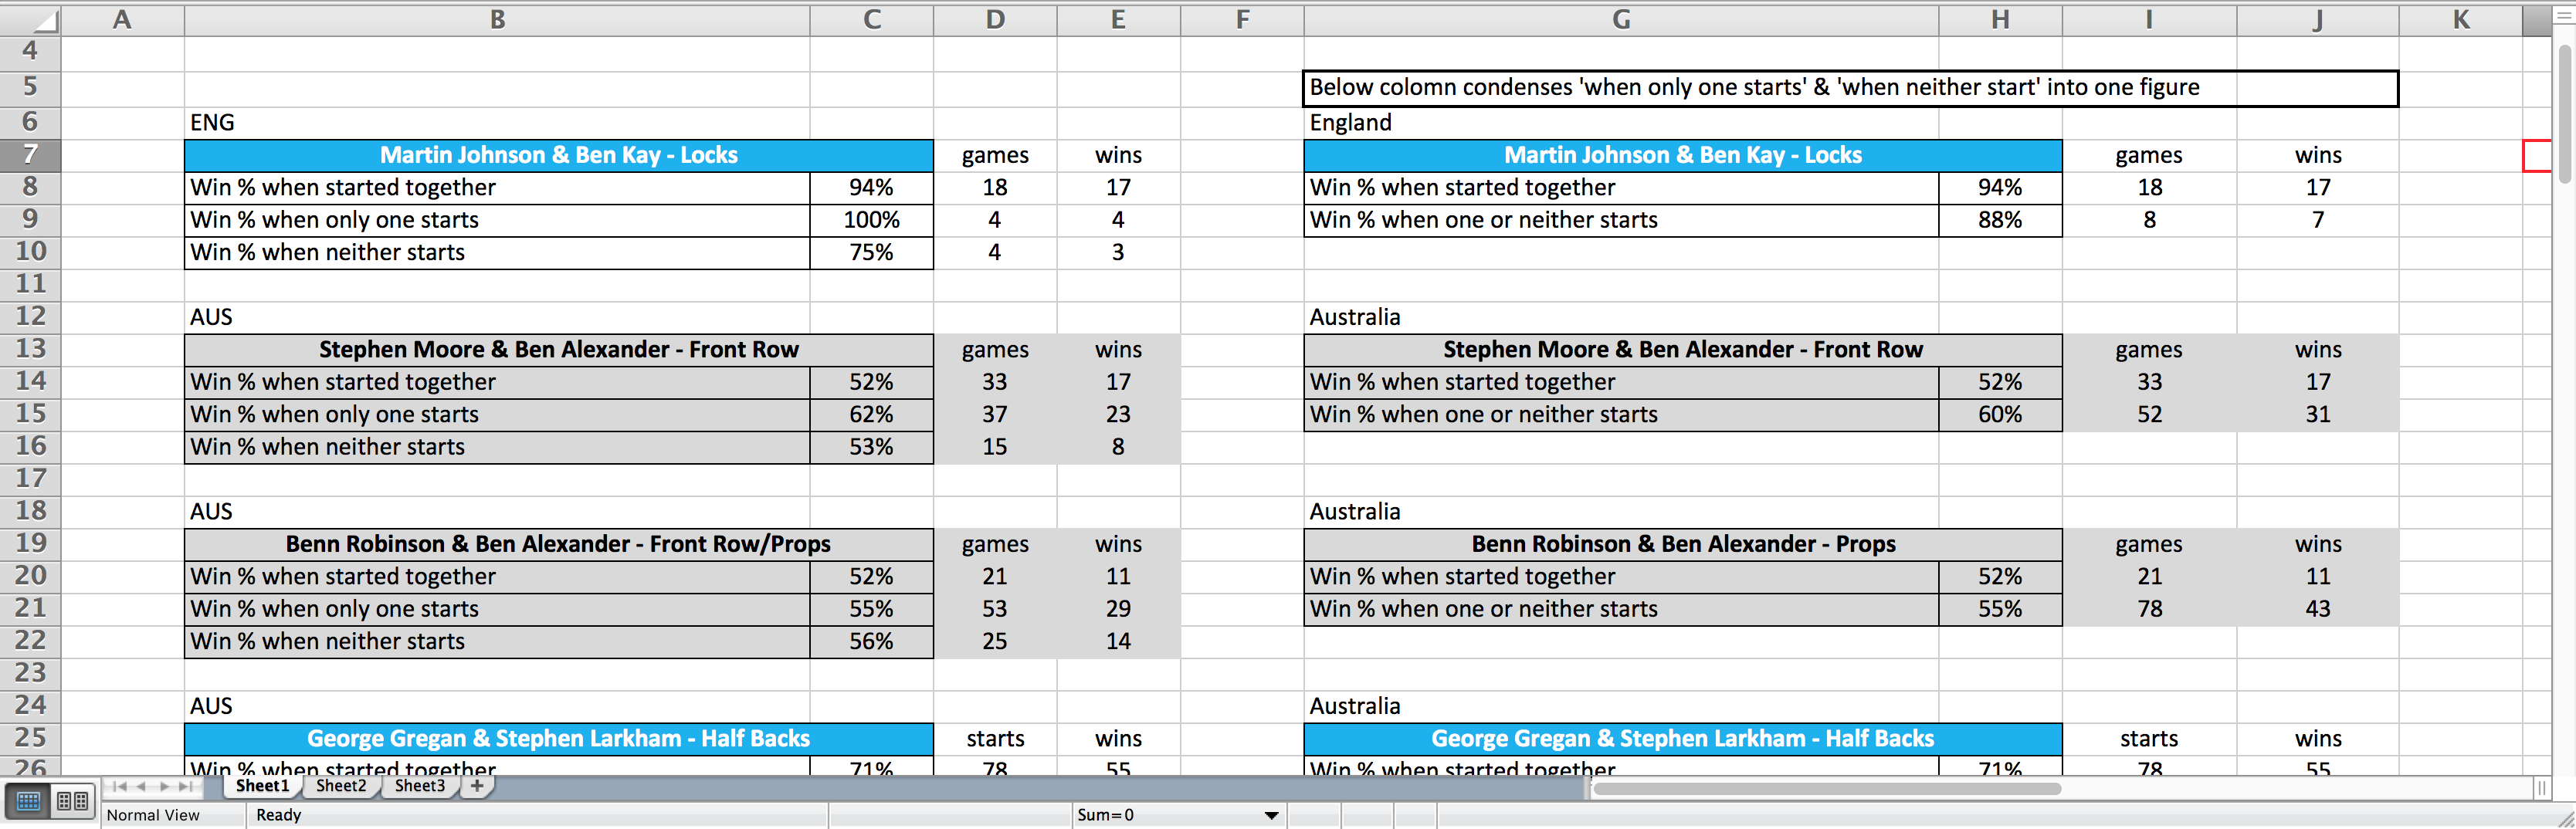 A B C D E F G H I J K
4
5 Below colomn condenses 'when only one starts' & 'when neither start' into one figure
6 ENG England
7 Martin Johnson & Ben Kay - Locks games wins Martin Johnson & Ben Kay - Locks games wins
8 Win % when started together 94% 18 17 Win % when started together 94% 18 17
9 Win % when only one starts 100% 4 4 Win % when one or neither starts 88% 8 7
10 Win % when neither starts 75% 4 3
11
12 AUS Australia
13 Stephen Moore & Ben Alexander - Front Row games wins Stephen Moore & Ben Alexander - Front Row games wins
14 Win % when started together 52% 33 17 Win % when started together 52% 33 17
15 Win % when only one starts 62% 37 23 Win % when one or neither starts 60% 52 31
16 Win % when neither starts 53% 15 8
17
18 AUS Australia
19 Benn Robinson & Ben Alexander - Front Row/Props games wins Benn Robinson & Ben Alexander - Props games wins
20 Win % when started together 52% 21 11 Win % when started together 52% 21 11
21 Win % when only one starts 55% 53 29 Win % when one or neither starts 55% 78 43
22 Win % when neither starts 56% 25 14
23
24 AUS Australia
25 George Gregan & Stephen Larkham - Half Backs starts wins George Gregan & Stephen Larkham - Half Backs starts wins
26 Win % when started together 71% 78 55 Win % when started together 71% 78 55
Sheet1 Sheet2 Sheet3 +
Normal View Ready Sum=0